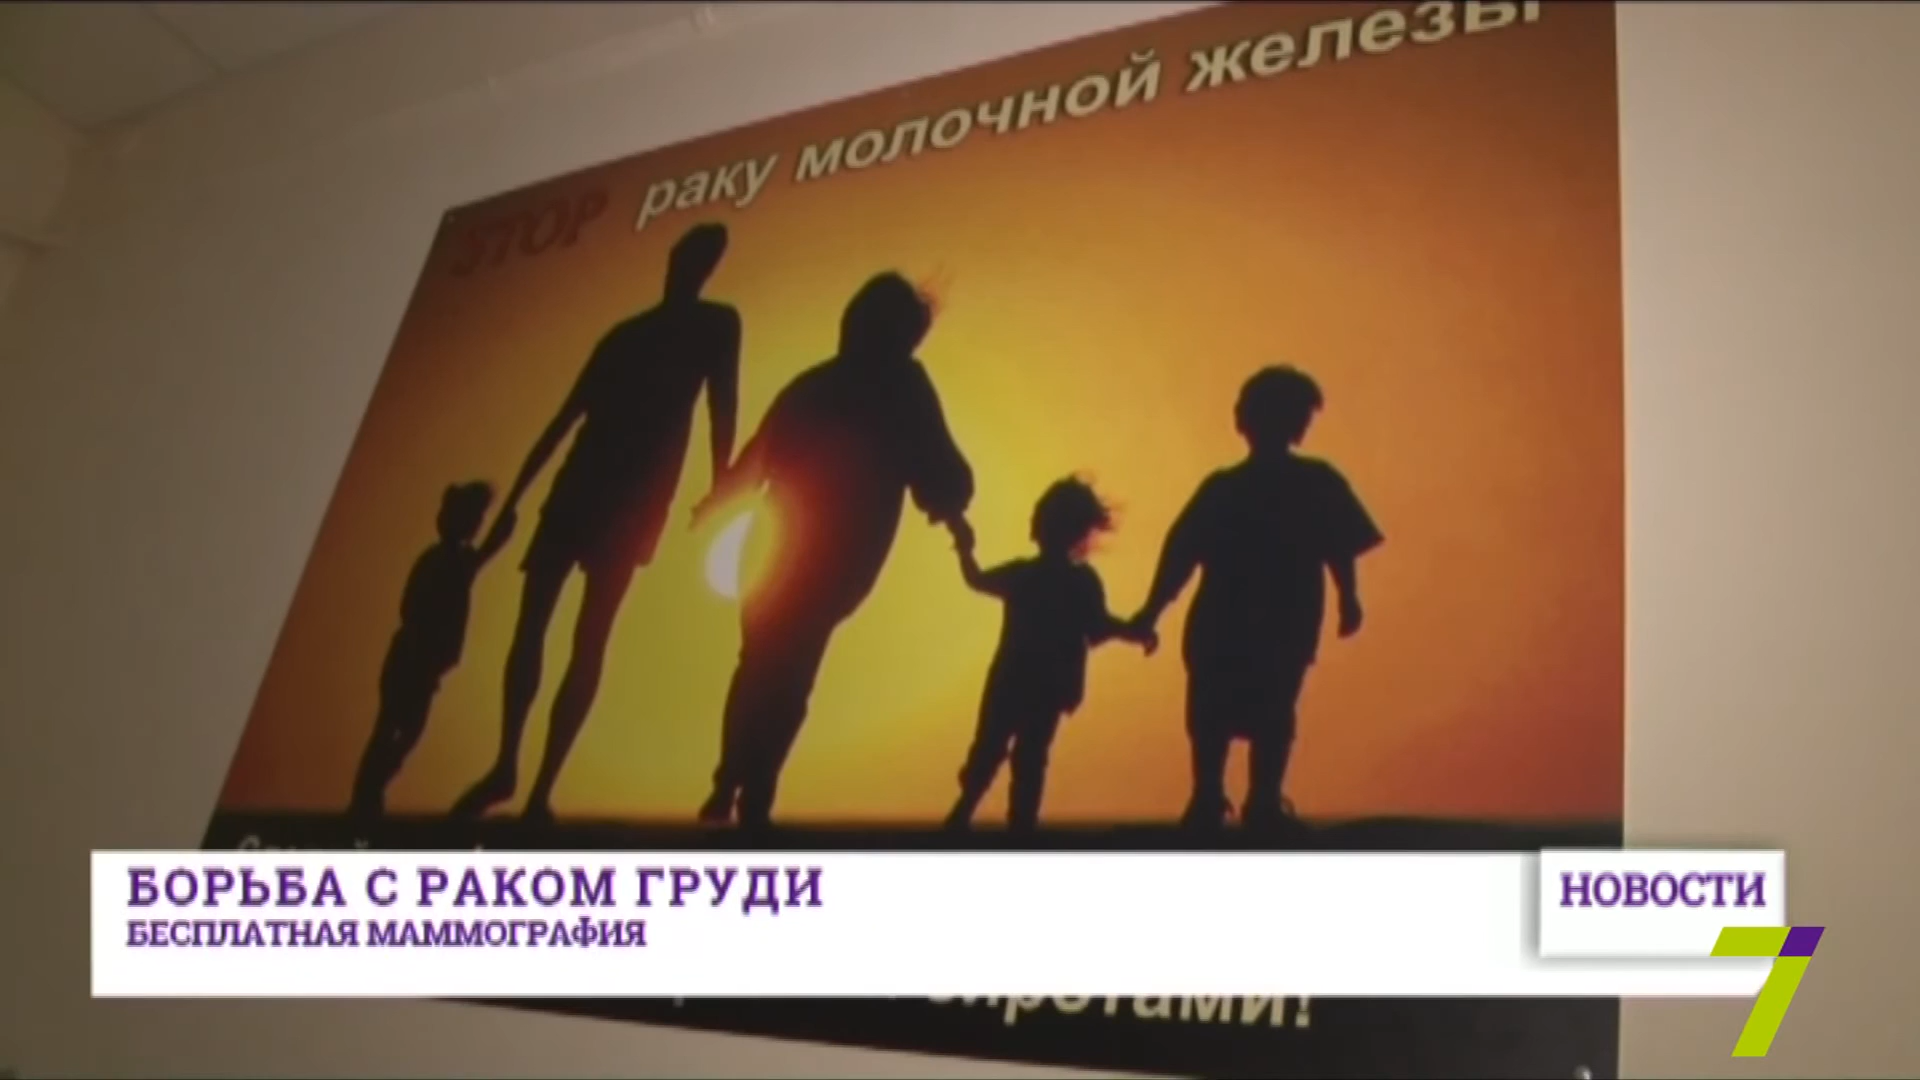 STOP раку молочной железы
БОРЬБА С РАКОМ ГРУДИ
БЕСПЛАТНАЯ МАММОГРАФИЯ
НОВОСТИ
7